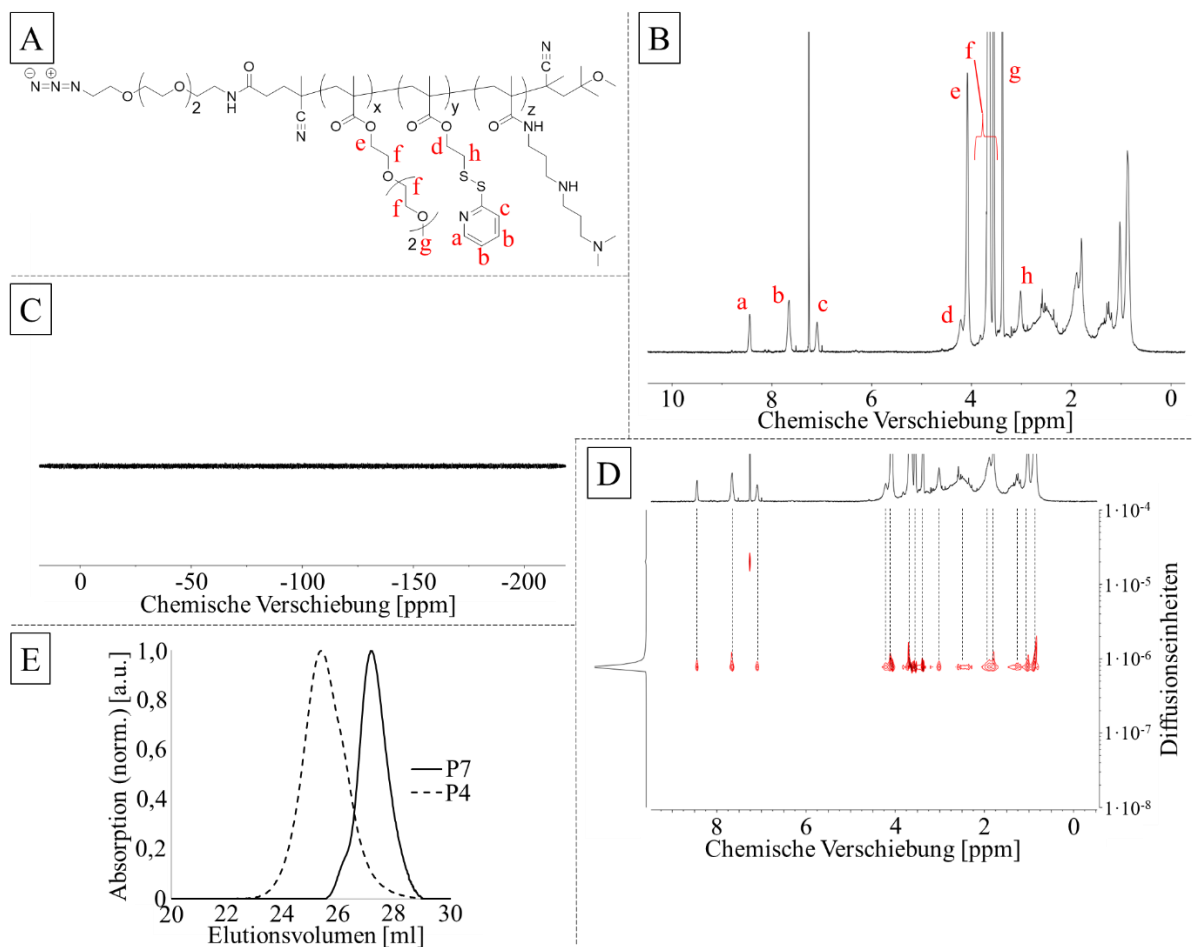 A
N=N=N
O
O
2
N
H
O
N
x
O
O
e
f
O
f
f
O
2
g
y
O
O
d
h
S
S
N
a
b
b
c
z
O
NH
NH
N
N
O
B
a
b
c
d
e
f
g
h
10 8 6 4 2 0
Chemische Verschiebung [ppm]
C
0 -50 -100 -150 -200
Chemische Verschiebung [ppm]
D
1·10⁻⁴
1·10⁻⁵
1·10⁻⁶
1·10⁻⁷
1·10⁻⁸
Diffusionseinheiten
8 6 4 2 0
Chemische Verschiebung [ppm]
E
Absorption (norm.) [a.u.]
1,0
0,8
0,6
0,4
0,2
0
P7
P4
20 22 24 26 28 30
Elutionsvolumen [ml]